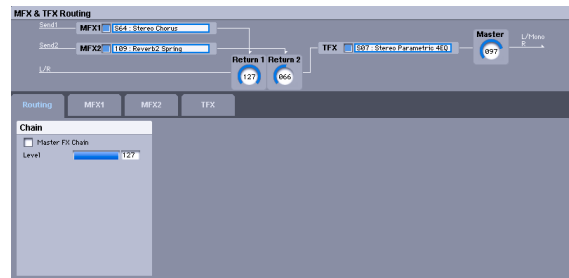 MFX & TFX Routing
Send1 MFX1 S64 : Stereo Chorus
Master L/Mono
R
Send2 MFX2 109 : Reverb2 Spring
TFX S07 : Stereo Parametric 4EQ
097
Return 1 Return 2
L/R
127 066
Routing MFX1 MFX2 TFX
Chain
Master FX Chain
Level 127